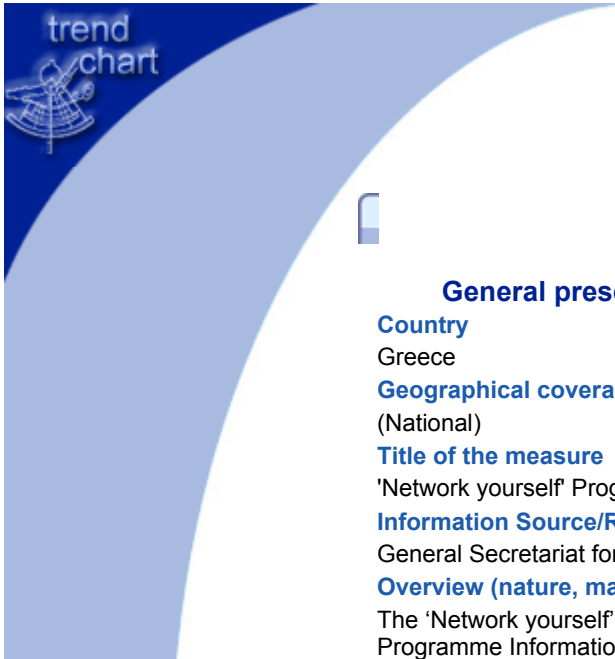 trend
chart
General prese
Country
Greece
Geographical covera
(National)
Title of the measure
'Network yourself' Prog
Information Source/R
General Secretariat for
Overview (nature, ma
The ‘Network yourself’
Programme Informatio